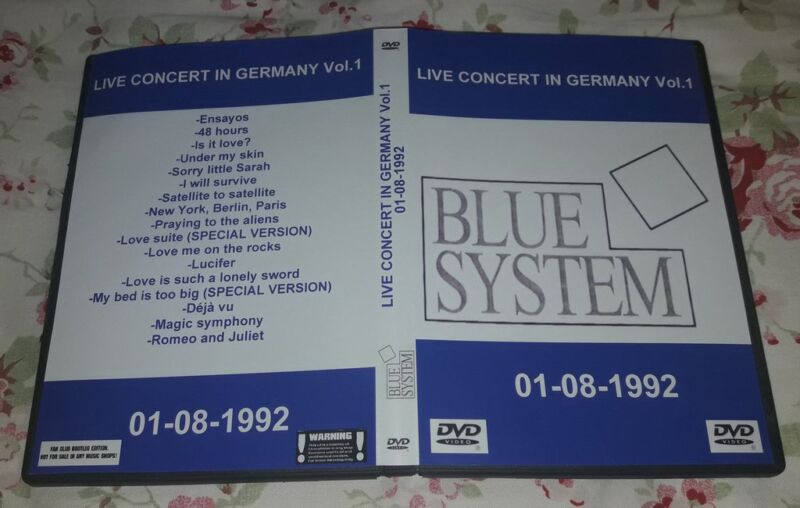 LIVE CONCERT IN GERMANY Vol.1
-Ensayos
-48 hours
-Is it love?
-Under my skin
-Sorry little Sarah
-I will survive
-Satellite to satellite
-New York, Berlin, Paris
-Praying to the aliens
-Love suite (SPECIAL VERSION)
-Love me on the rocks
-Lucifer
-Love is such a lonely sword
-My bed is too big (SPECIAL VERSION)
-Déjà vu
-Magic symphony
-Romeo and Juliet
01-08-1992
FAN CLUB BOOTLEG EDITION.
NOT FOR SALE IN ANY MUSIC SHOPS!
WARNING
DVD
LIVE CONCERT IN GERMANY Vol.1
01-08-1992
BLUE
SYSTEM
DVD
LIVE CONCERT IN GERMANY Vol.1
BLUE
SYSTEM
01-08-1992
DVD
VIDEO
DVD
VIDEO